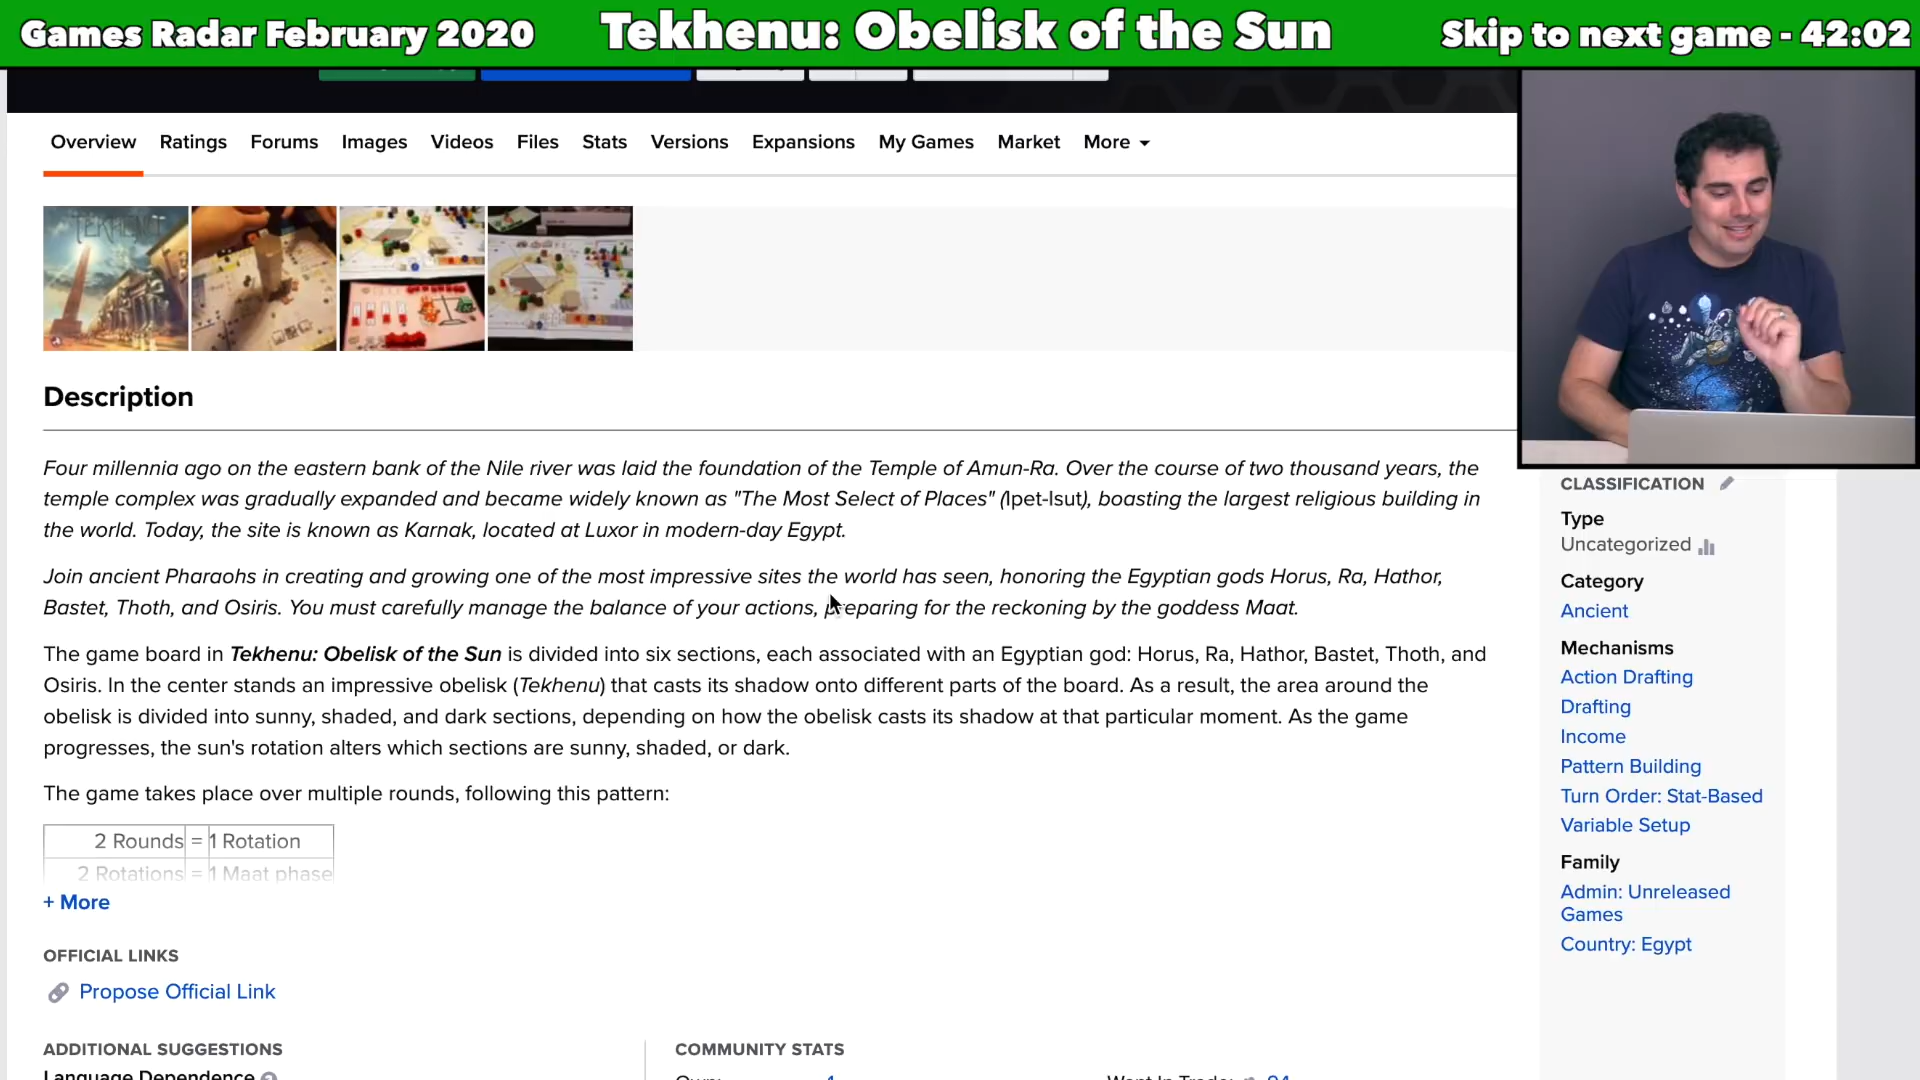 Games Radar February 2020
Tekhenu: Obelisk of the Sun
Skip to next game - 42:02
Overview
Ratings
Forums
Images
Videos
Files
Stats
Versions
Expansions
My Games
Market
More
TEKHENU
Description
Four millennia ago on the eastern bank of the Nile river was laid the foundation of the Temple of Amun-Ra. Over the course of two thousand years, the
temple complex was gradually expanded and became widely known as "The Most Select of Places" (Ipet-Isut), boasting the largest religious building in
the world. Today, the site is known as Karnak, located at Luxor in modern-day Egypt.
Join ancient Pharaohs in creating and growing one of the most impressive sites the world has seen, honoring the Egyptian gods Horus, Ra, Hathor,
Bastet, Thoth, and Osiris. You must carefully manage the balance of your actions, preparing for the reckoning by the goddess Maat.
The game board in Tekhenu: Obelisk of the Sun is divided into six sections, each associated with an Egyptian god: Horus, Ra, Hathor, Bastet, Thoth, and
Osiris. In the center stands an impressive obelisk (Tekhenu) that casts its shadow onto different parts of the board. As a result, the area around the
obelisk is divided into sunny, shaded, and dark sections, depending on how the obelisk casts its shadow at that particular moment. As the game
progresses, the sun's rotation alters which sections are sunny, shaded, or dark.
The game takes place over multiple rounds, following this pattern:
2 Rounds = 1 Rotation
2 Rotations = 1 Maat phase
+ More
OFFICIAL LINKS
Propose Official Link
ADDITIONAL SUGGESTIONS
Language Dependence
COMMUNITY STATS
Own: 1
Want In Trade: 94
CLASSIFICATION
Type
Uncategorized
Category
Ancient
Mechanisms
Action Drafting
Drafting
Income
Pattern Building
Turn Order: Stat-Based
Variable Setup
Family
Admin: Unreleased
Games
Country: Egypt